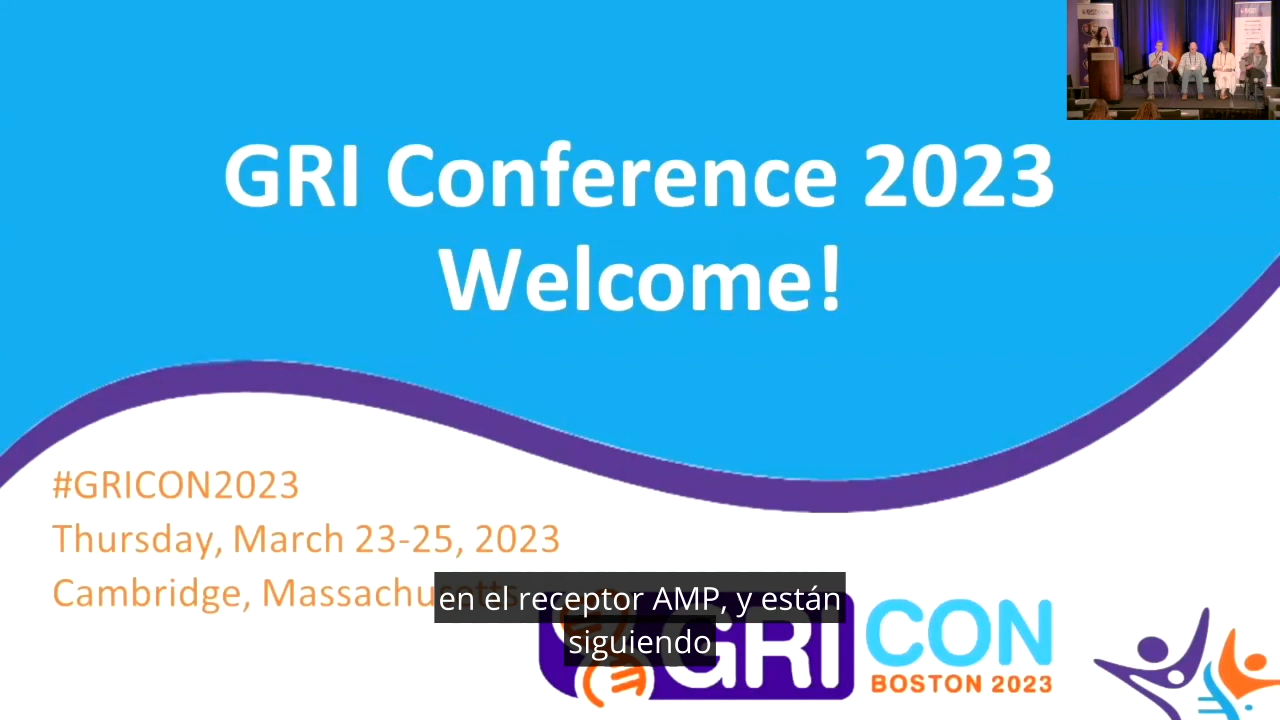 GRI Conference 2023
Welcome!
#GRICON2023
Thursday, March 23-25, 2023
Cambridge, Massachusetts
en el receptor AMP, y están
siguiendo
GRI
CON
BOSTON 2023